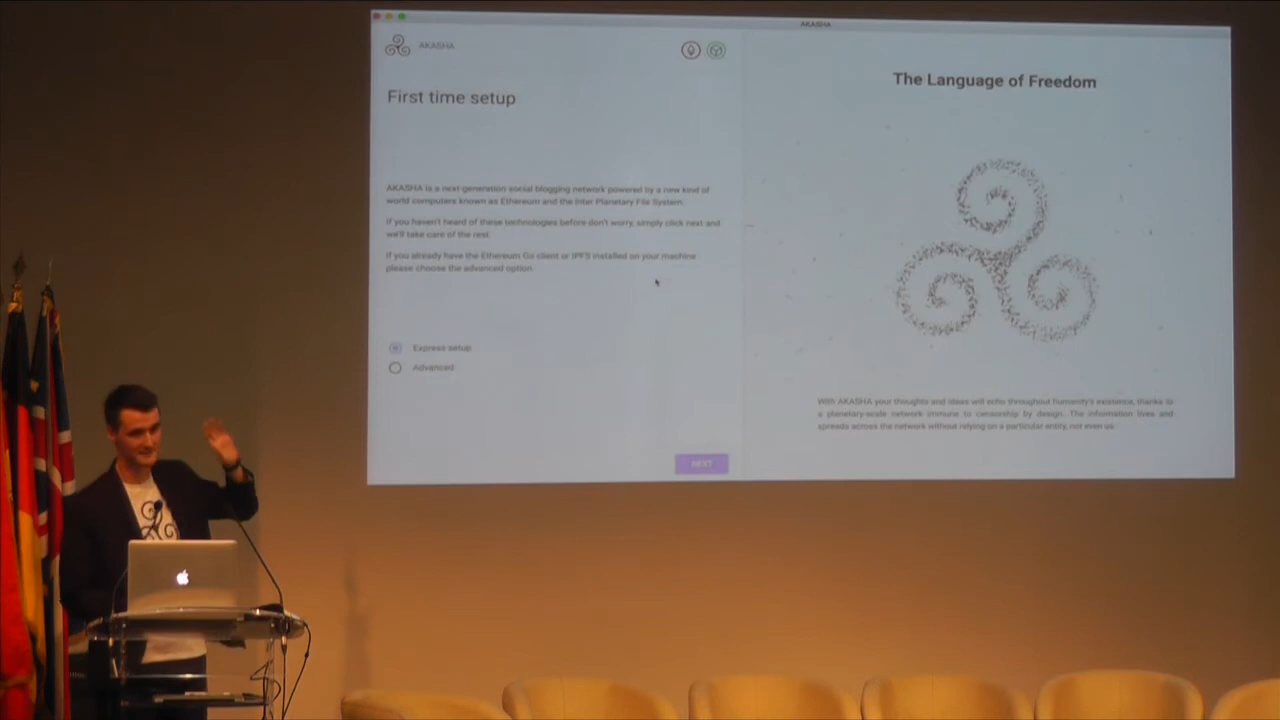 AKASHA
AKASHA
First time setup
AKASHA is a next-generation social blogging network powered by a new kind of
world computers known as Ethereum and the Inter Planetary File System.
If you haven't heard of these technologies before don't worry, simply click next and
we'll take care of the rest.
If you already have the Ethereum Go client or IPFS installed on your machine
please choose the advanced option.
Express setup
Advanced
NEXT
The Language of Freedom
With AKASHA your thoughts and ideas will echo throughout humanity's existence, thanks to
a planetary-scale network immune to censorship by design. The information lives and
spreads across the network without relying on a particular entity, not even us.